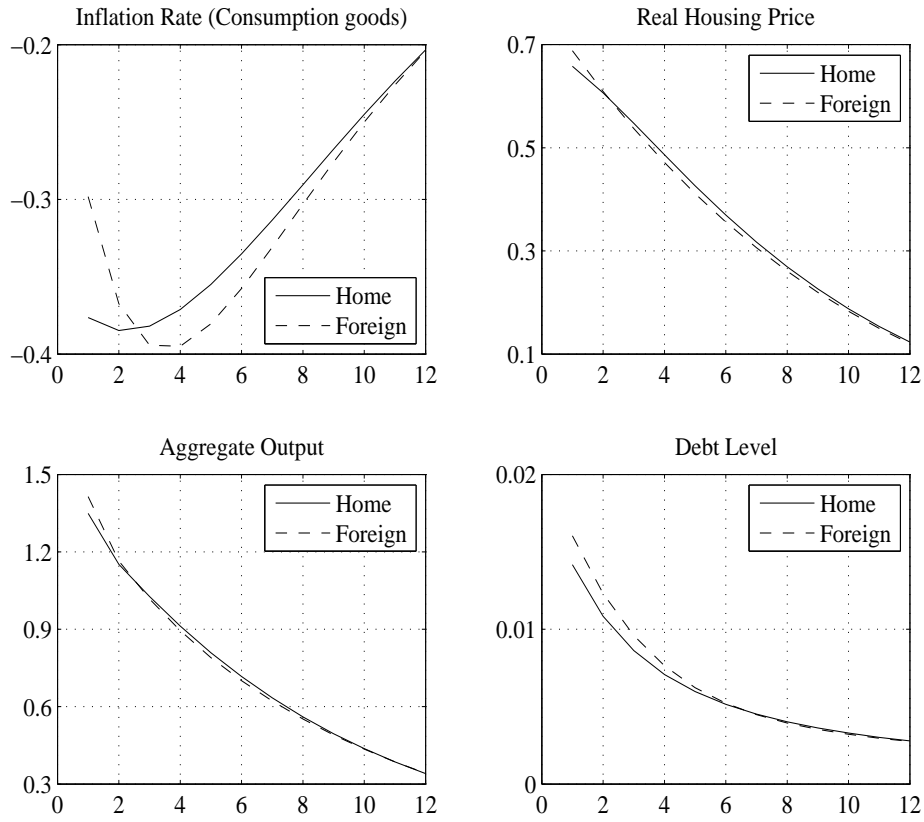 Inflation Rate (Consumption goods)
−0.2
−0.3
−0.4
0 2 4 6 8 10 12
Home
Foreign
Real Housing Price
0.7
0.5
0.3
0.1
0 2 4 6 8 10 12
Home
Foreign
Aggregate Output
1.5
1.2
0.9
0.6
0.3
0 2 4 6 8 10 12
Home
Foreign
Debt Level
0.02
0.01
0
0 2 4 6 8 10 12
Home
Foreign